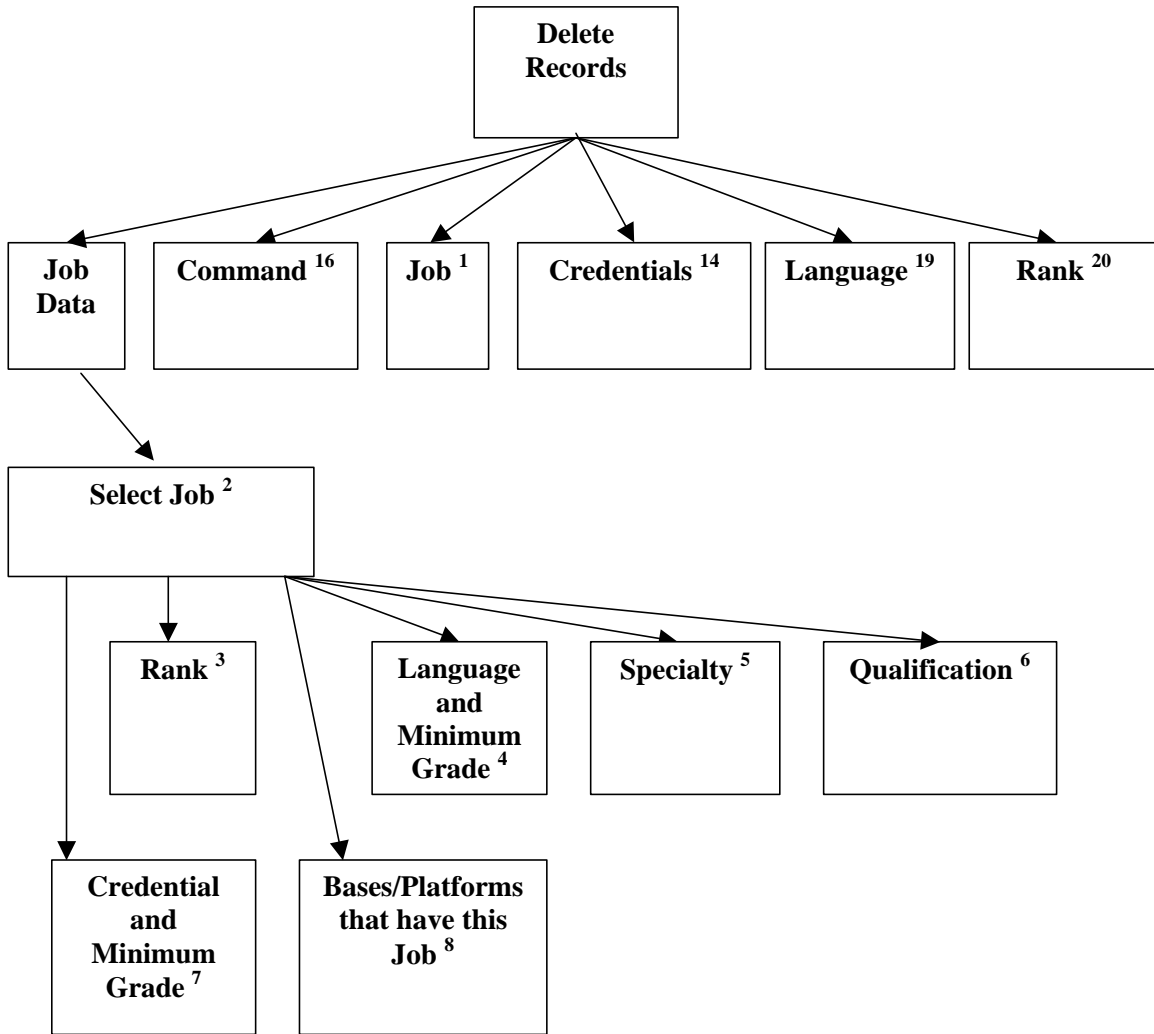 Delete
Records
Job
Data
Command 16
Job 1
Credentials 14
Language 19
Rank 20
Select Job 2
Rank 3
Language
and
Minimum
Grade 4
Specialty 5
Qualification 6
Credential
and
Minimum
Grade 7
Bases/Platforms
that have this
Job 8